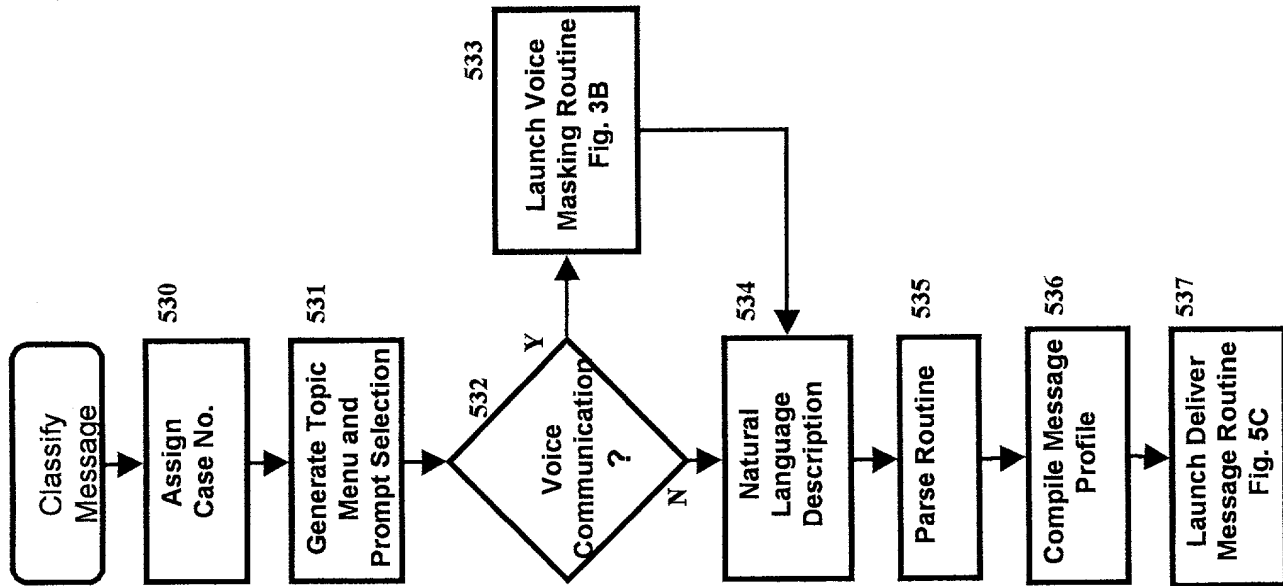 Classify
Message
530
Assign
Case No.
531
Generate Topic
Menu and
Prompt Selection
532
Voice
Communication
?
Y
N
533
Launch Voice
Masking Routine
Fig. 3B
534
Natural
Language
Description
535
Parse Routine
536
Compile Message
Profile
537
Launch Deliver
Message Routine
Fig. 5C